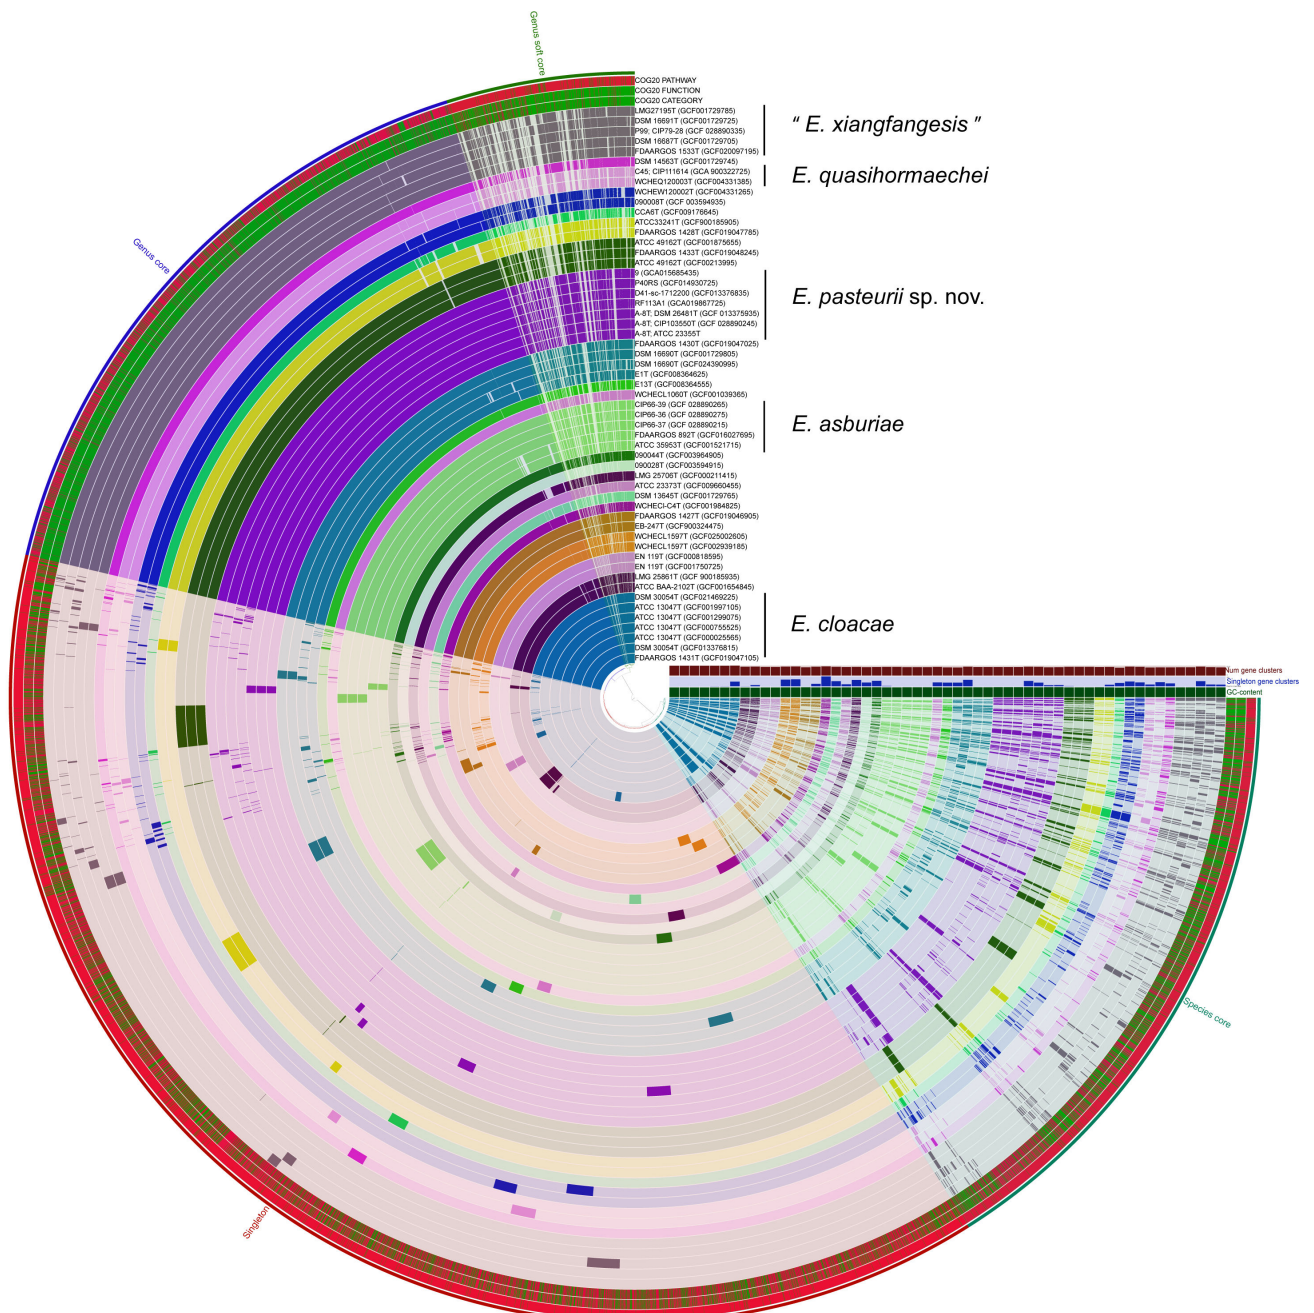 Genus soft core
COG20 PATHWAY
COG20 FUNCTION
COG20 CATEGORY
LMG27195T (GCF001729785)
DSM 16691T (GCF001729725)
P99; CIP79-28 (GCF 028890335)
DSM 16687T (GCF001729705)
FDAARGOS 1533T (GCF020097195)
“ E. xiangfangesis ”
DSM 14563T (GCF001729745)
C45; CIP111614 (GCA 900322725)
WCHEQ120003T (GCF004331385)
E. quasihormaechei
WCHEW120002T (GCF004331265)
090008T (GCF 003594935)
CCA6T (GCF009176645)
ATCC33241T (GCF900185905)
FDAARGOS 1428T (GCF019047785)
ATCC 49162T (GCF001875655)
FDAARGOS 1433T (GCF019048245)
ATCC 49162T (GCF00213995)
Genus core
9 (GCA015685435)
P40RS (GCF014930725)
D41-sc-1712200 (GCF013376835)
RF113A1 (GCA019867725)
A-8T; DSM 26481T (GCF 013375935)
A-8T; CIP103550T (GCF 028890245)
A-8T; ATCC 23355T
E. pasteurii sp. nov.
FDAARGOS 1430T (GCF019047025)
DSM 16690T (GCF001729805)
DSM 16690T (GCF024390995)
E1T (GCF008364625)
E13T (GCF008364555)
WCHECL1060T (GCF001039365)
CIP66-39 (GCF 028890265)
CIP66-36 (GCF 028890275)
CIP66-37 (GCF 028890215)
FDAARGOS 892T (GCF016027695)
ATCC 35953T (GCF001521715)
E. asburiae
090044T (GCF003964905)
090028T (GCF003594915)
LMG 25706T (GCF000211415)
ATCC 23373T (GCF009660455)
DSM 13645T (GCF001729765)
WCHECI-C4T (GCF001984825)
FDAARGOS 1427T (GCF019046905)
EB-247T (GCF900324475)
WCHECL1597T (GCF025002605)
WCHECL1597T (GCF002939185)
EN 119T (GCF000818595)
EN 119T (GCF001750725)
LMG 25861T (GCF 900185935)
ATCC BAA-2102T (GCF001654845)
DSM 30054T (GCF021469225)
ATCC 13047T (GCF001997105)
ATCC 13047T (GCF001299075)
ATCC 13047T (GCF000755525)
ATCC 13047T (GCF000025565)
DSM 30054T (GCF013376815)
FDAARGOS 1431T (GCF019047105)
E. cloacae
Num gene clusters
Singleton gene clusters
GC-content
Species core
Singleton